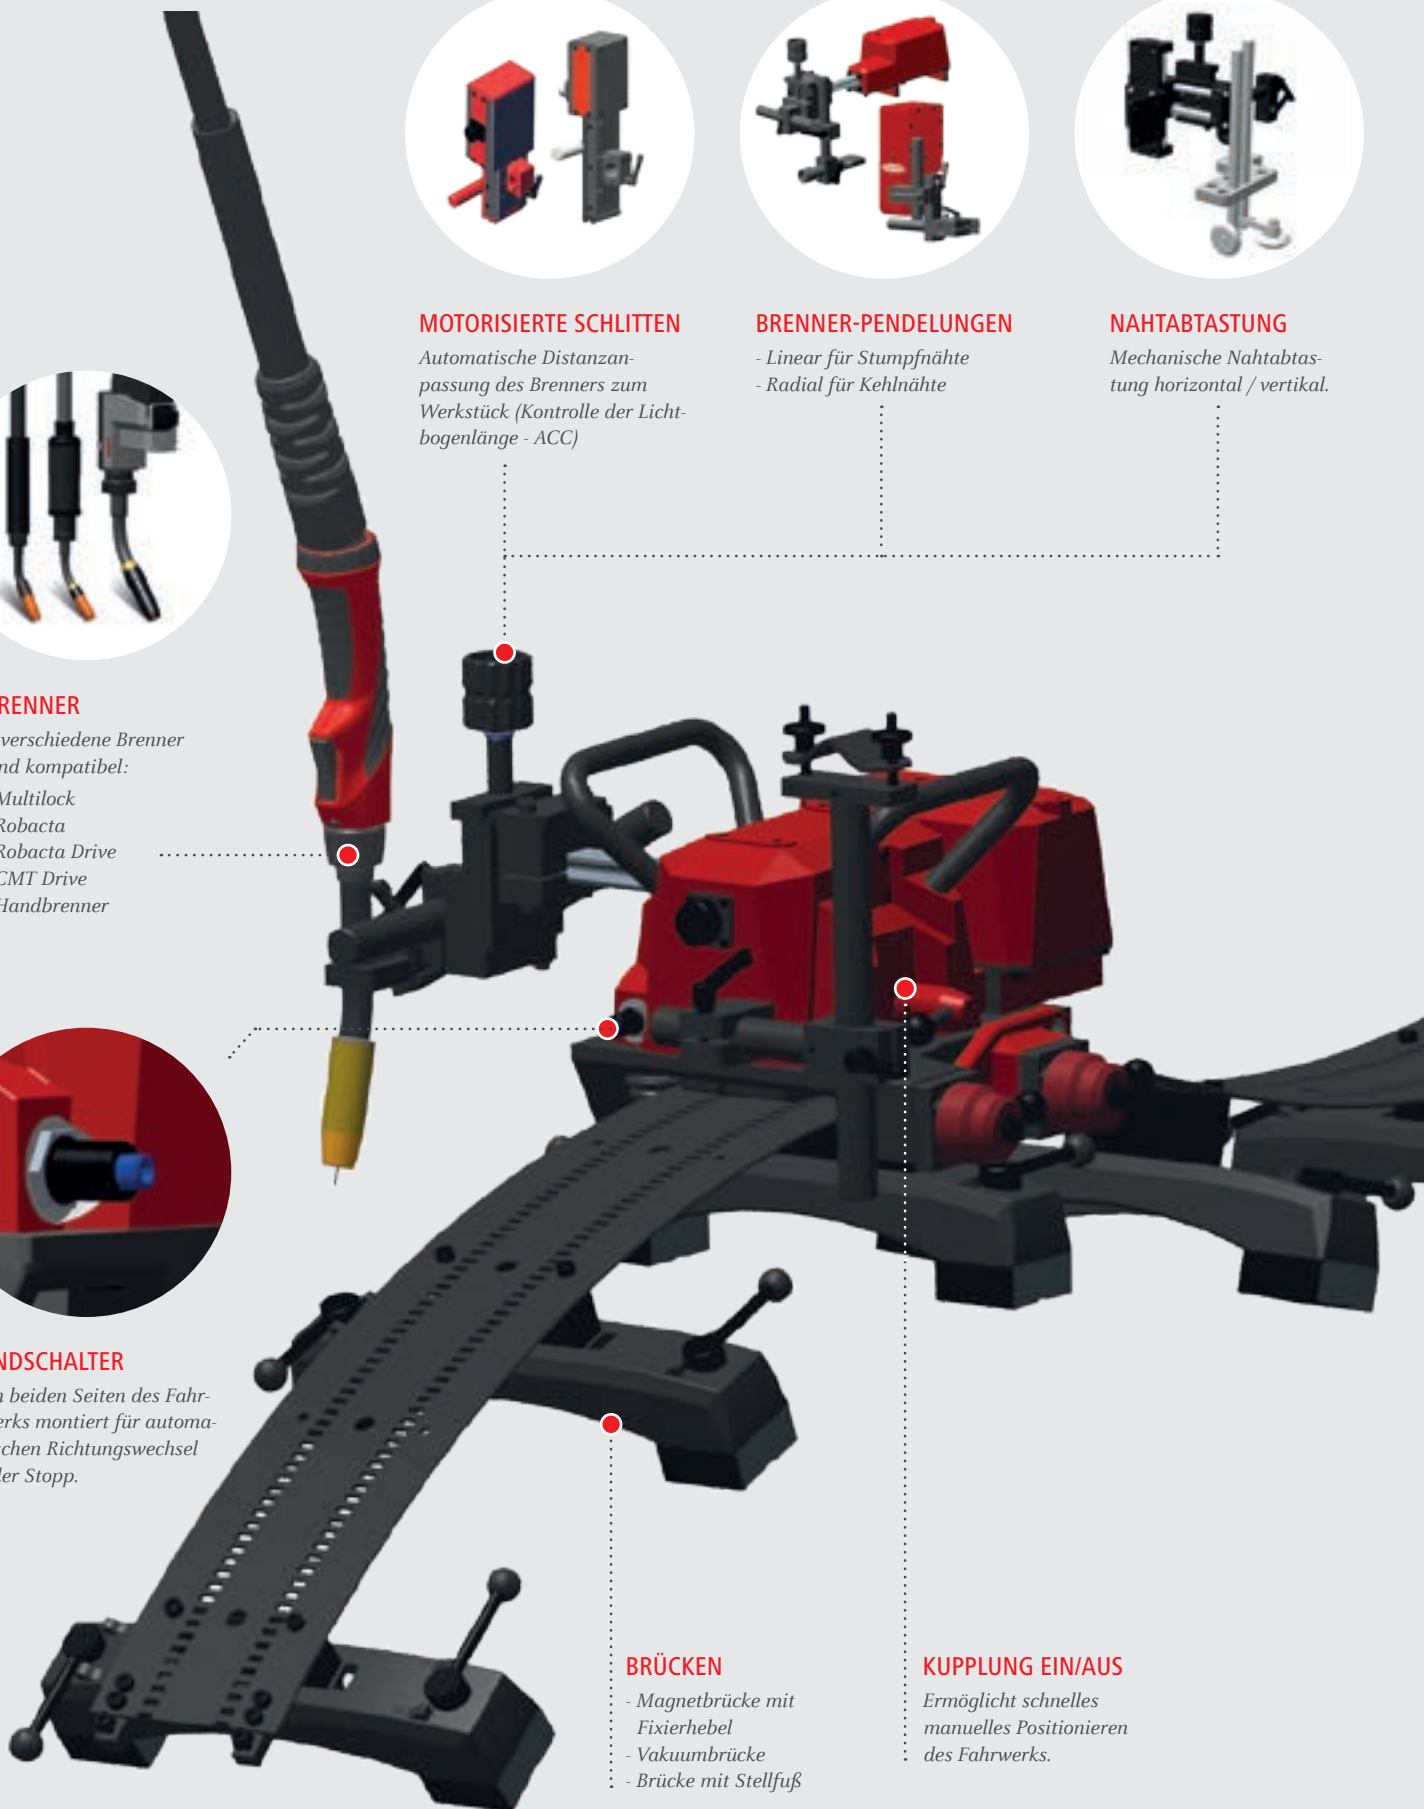 MOTORISIERTE SCHLITTEN
Automatische Distanzan-
passung des Brenners zum
Werkstück (Kontrolle der Licht-
bogenlänge - ACC)
BRENNER-PENDELUNGEN
- Linear für Stumpfnähte
- Radial für Kehlnähte
NAHTABTASTUNG
Mechanische Nahtabtas-
tung horizontal / vertikal.
RENNER
verschiedene Brenner
nd kompatibel:
Multilock
Robacta
Robacta Drive
CMT Drive
Handbrenner
NDSCHALTER
n beiden Seiten des Fahr-
erks montiert für automa-
schen Richtungswechsel
der Stopp.
BRÜCKEN
- Magnetbrücke mit
Fixierhebel
- Vakuumbrücke
- Brücke mit Stellfuß
KUPPLUNG EIN/AUS
Ermöglicht schnelles
manuelles Positionieren
des Fahrwerks.